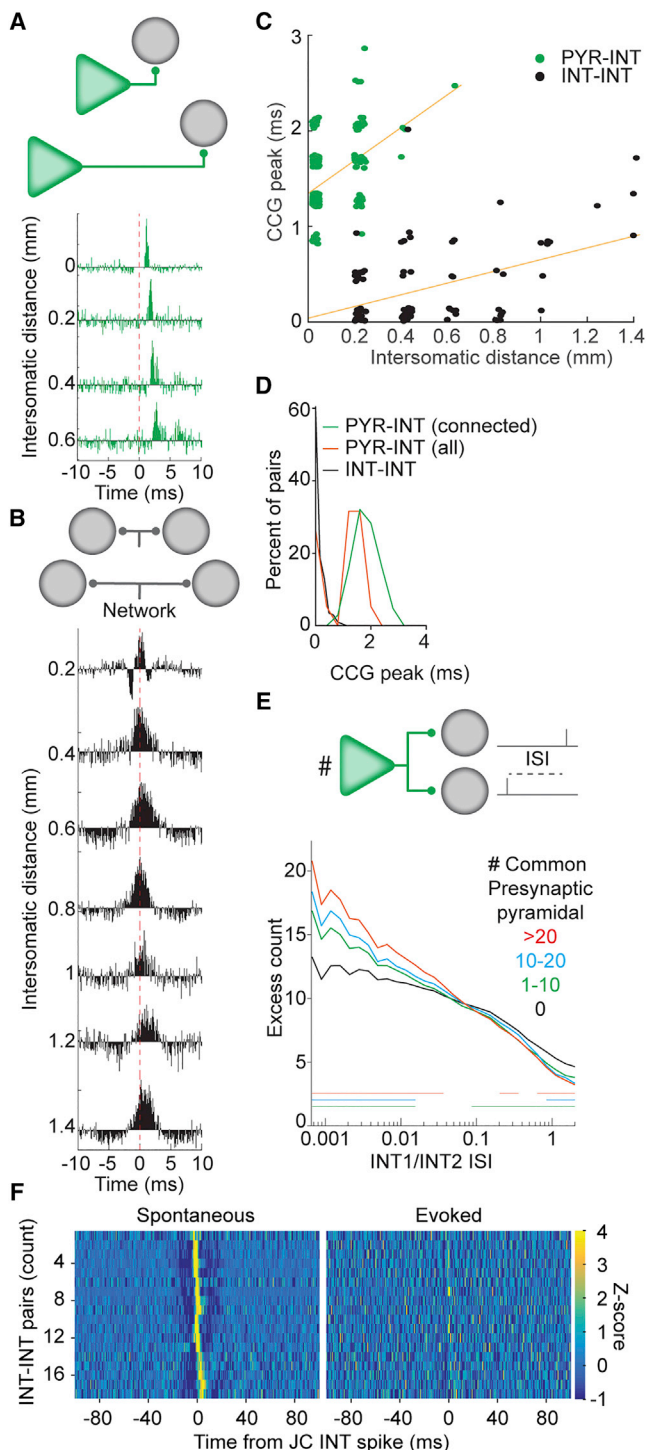 A
Intersomatic distance (mm)
0
0.2
0.4
0.6
-10 -5 0 5 10
Time (ms)
B
Network
Intersomatic distance (mm)
0.2
0.4
0.6
0.8
1
1.2
1.4
-10 -5 0 5 10
Time (ms)
C
PYR-INT
INT-INT
CCG peak (ms)
3
2
1
0
0 0.2 0.4 0.6 0.8 1 1.2 1.4
Intersomatic distance (mm)
D
PYR-INT (connected)
PYR-INT (all)
INT-INT
Percent of pairs
60
40
20
0
0 2 4
CCG peak (ms)
E
#
ISI
# Common
Presynaptic
pyramidal
>20
10-20
1-10
0
Excess count
20
15
10
5
0
0.001 0.01 0.1 1
INT1/INT2 ISI
F
Spontaneous Evoked
INT-INT pairs (count)
4
8
12
16
-80 -40 0 40 80 -80 -40 0 40 80
Time from JC INT spike (ms)
4
3
2
1
0
-1
Z-score